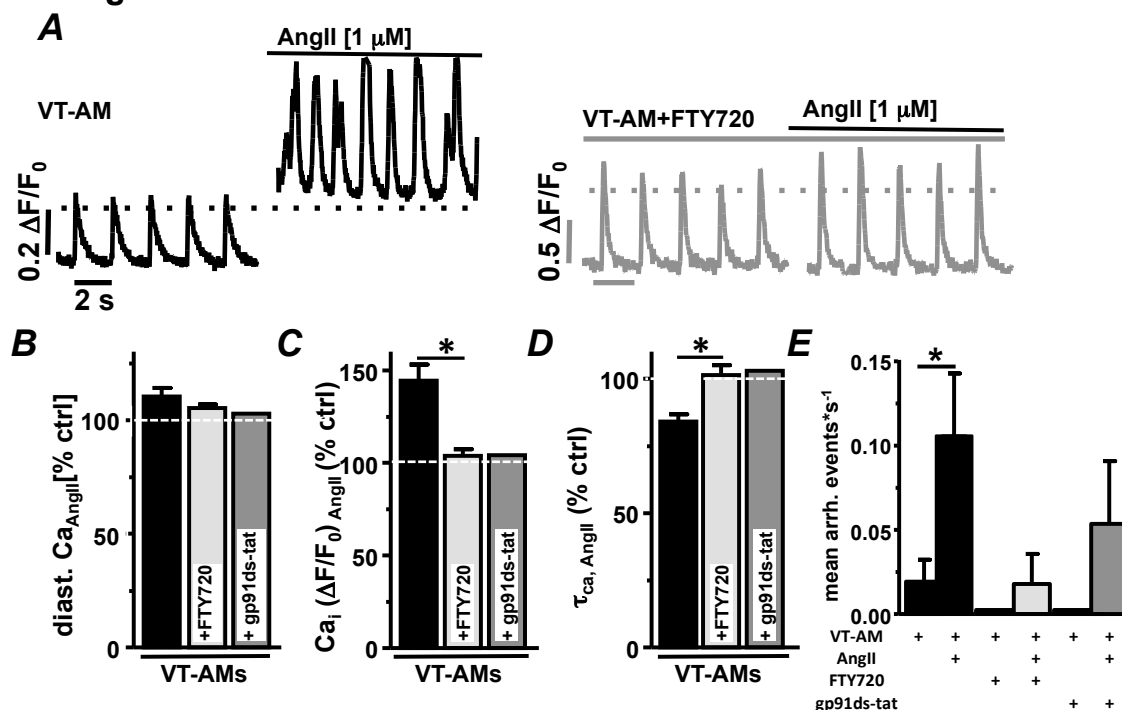 A
AngII [1 µM]
VT-AM
0.2 ΔF/F0
2 s
VT-AM+FTY720
AngII [1 µM]
0.5 ΔF/F0
B
diast. CaAngII[% ctrl]
100
50
0
+FTY720
+ gp91ds-tat
VT-AMs
C
Cai (ΔF/F0) AngII (% ctrl)
150
100
50
0
*
+FTY720
+ gp91ds-tat
VT-AMs
D
τca, AngII (% ctrl)
100
50
0
*
+FTY720
+ gp91ds-tat
VT-AMs
E
mean arrh. events*s-1
0.15
0.10
0.05
0.00
*
VT-AM + + + + + +
AngII + + +
FTY720 + +
gp91ds-tat + +